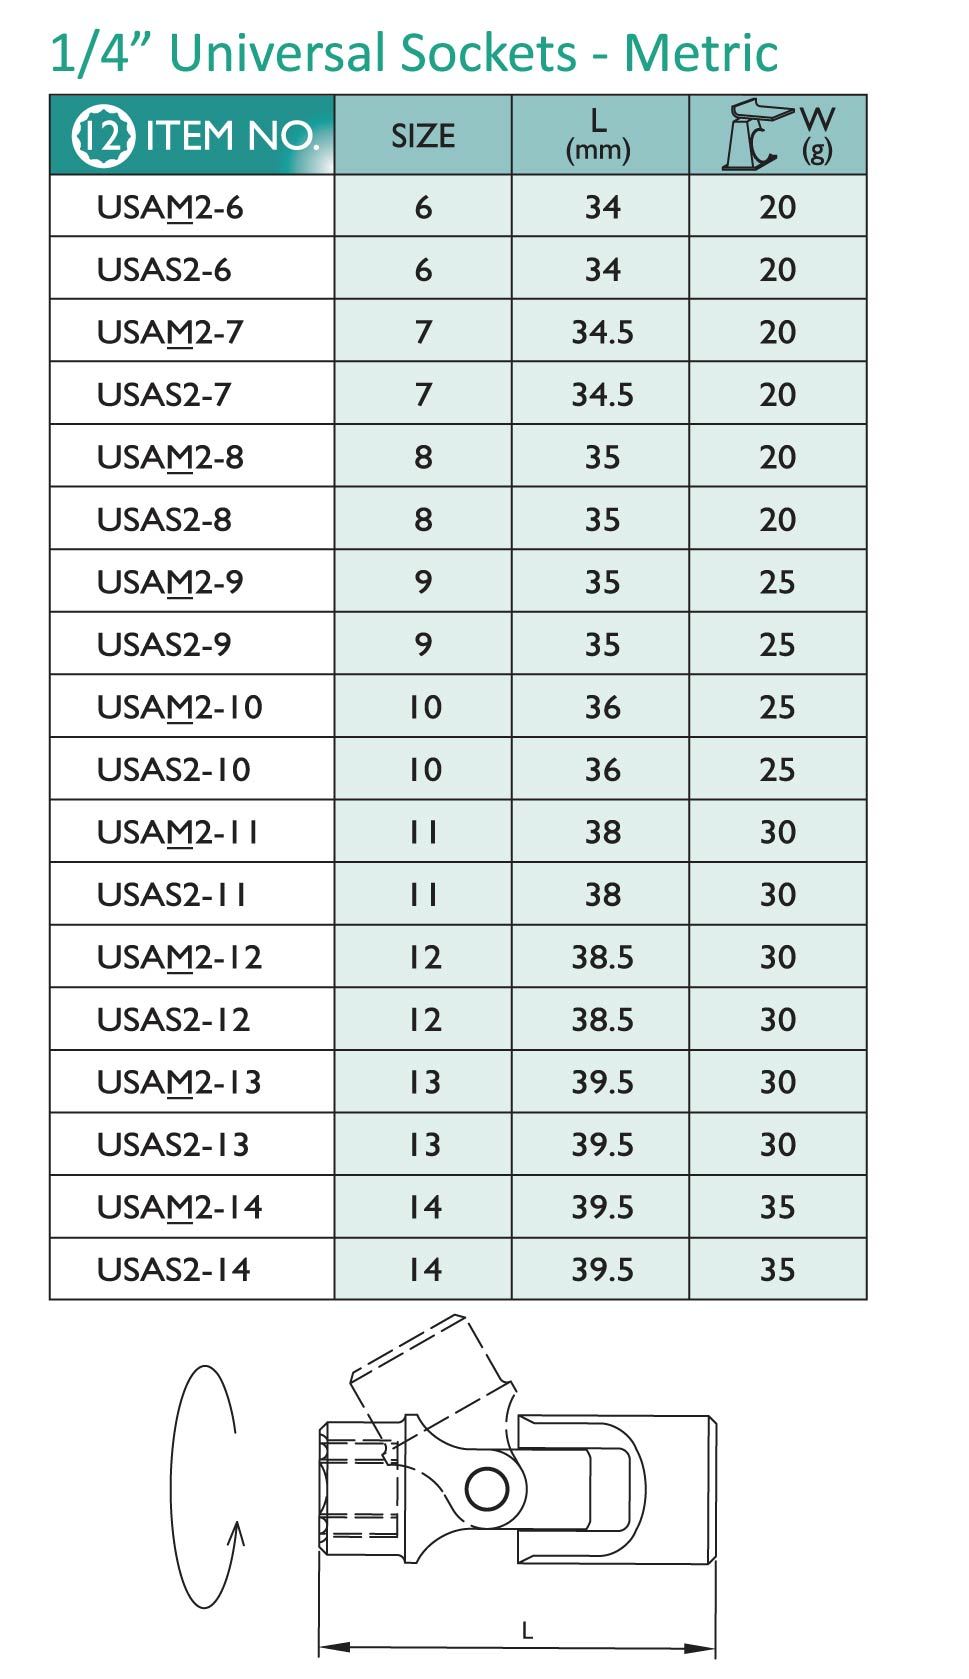 1/4” Universal Sockets - Metric
12 ITEM NO. SIZE L (mm) W (g)
USAM2-6 6 34 20
USAS2-6 6 34 20
USAM2-7 7 34.5 20
USAS2-7 7 34.5 20
USAM2-8 8 35 20
USAS2-8 8 35 20
USAM2-9 9 35 25
USAS2-9 9 35 25
USAM2-10 10 36 25
USAS2-10 10 36 25
USAM2-11 11 38 30
USAS2-11 11 38 30
USAM2-12 12 38.5 30
USAS2-12 12 38.5 30
USAM2-13 13 39.5 30
USAS2-13 13 39.5 30
USAM2-14 14 39.5 35
USAS2-14 14 39.5 35
L